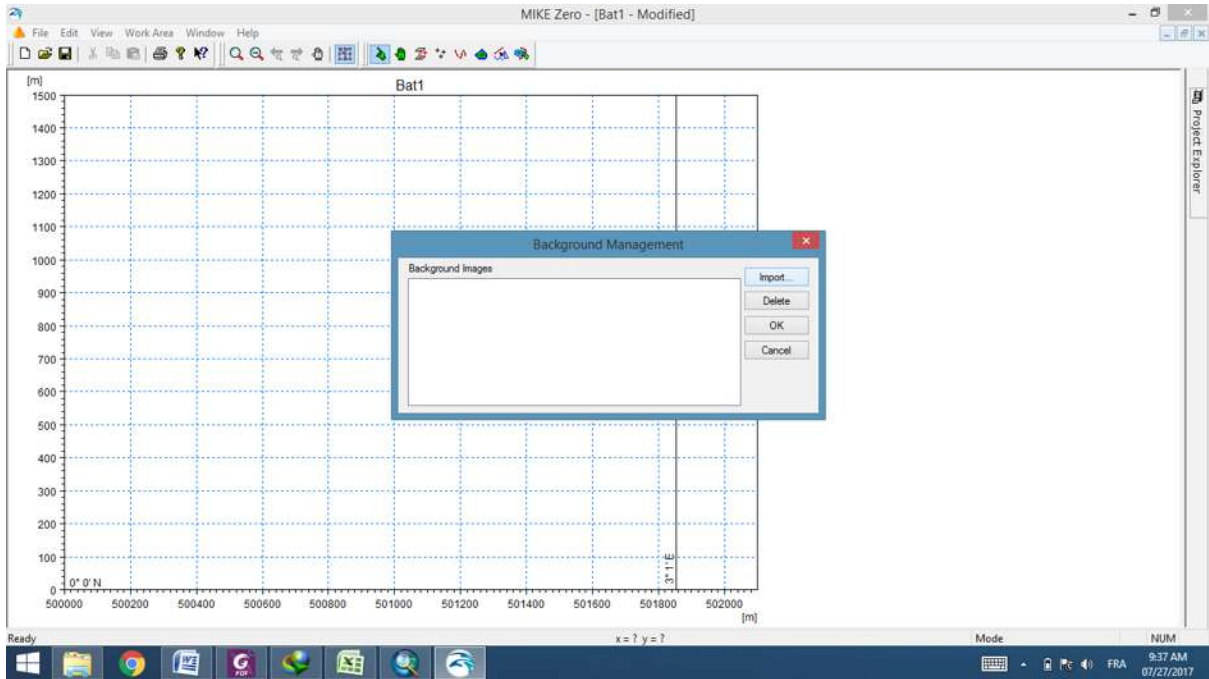 MIKE Zero - [Bat1 - Modified]
File Edit View Work Area Window Help
[m]
Bat1
1500
1400
1300
1200
1100
1000
900
800
700
600
500
400
300
200
100
0
0° 0' N
3° 1' E
500000 500200 500400 500600 500800 501000 501200 501400 501600 501800 502000
[m]
Background Management
Background Images
Import...
Delete
OK
Cancel
Project Explorer
Ready x = ? y = ? Mode NUM
FRA
9:37 AM
07/27/2017